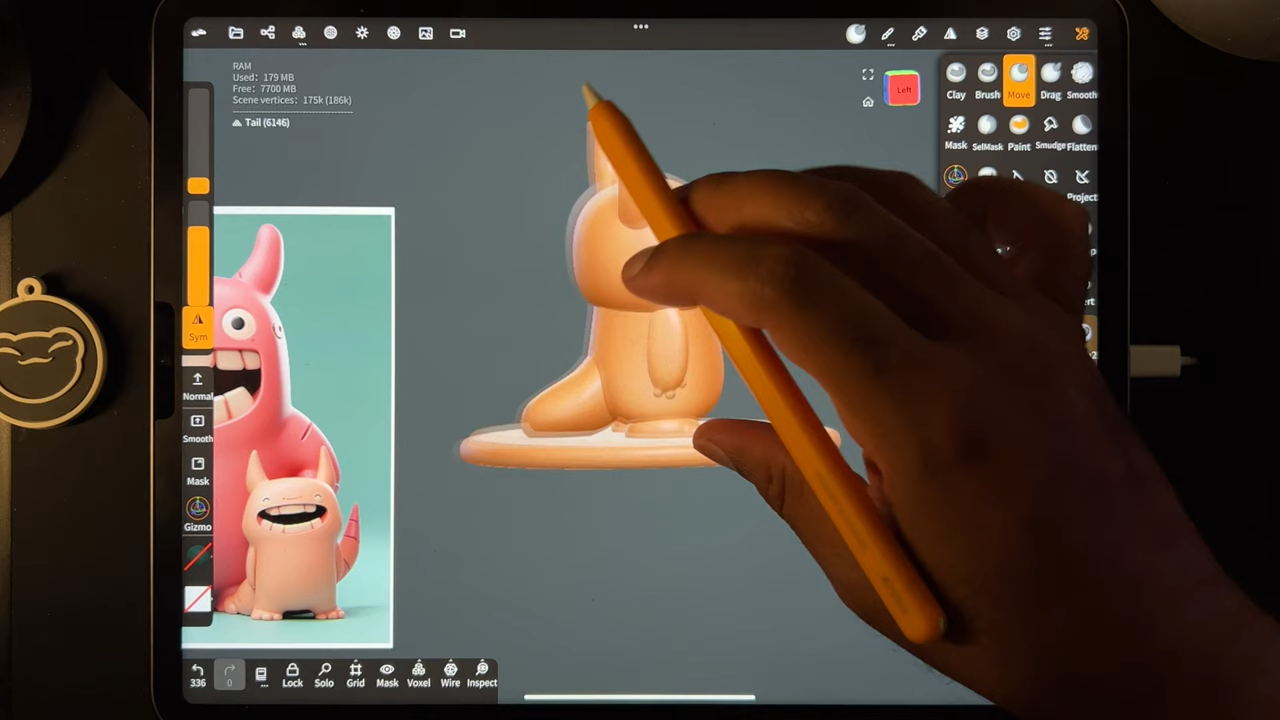 RAM
Used: 179 MB
Free: 7700 MB
Scene vertices: 175k (186k)
Tail (6146)
Left
Clay Brush Move Drag Smooth
Mask SelMask Paint Smudge Flatten
Project
Sym
Normal
Smooth
Mask
Gizmo
336 0 Lock Solo Grid Mask Voxel Wire Inspect